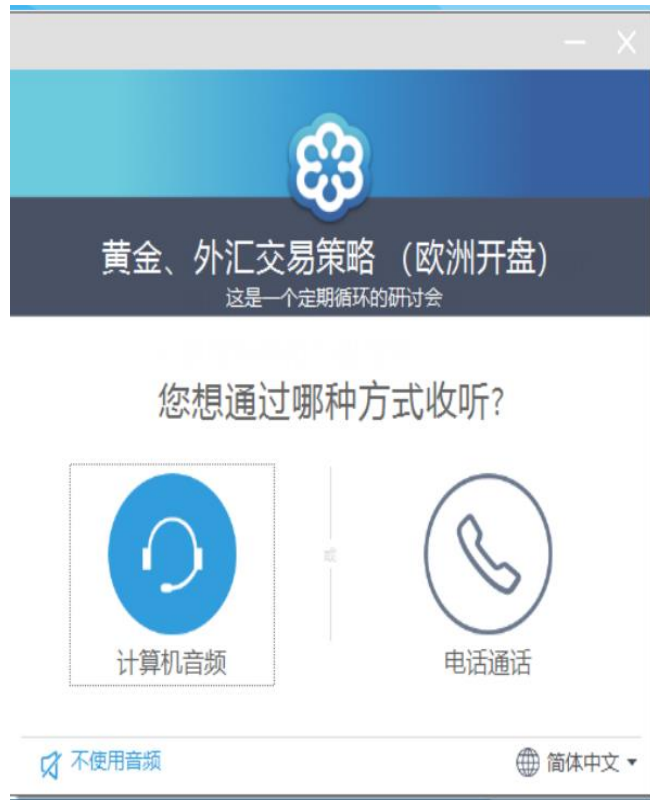 黄金、外汇交易策略 （欧洲开盘）
这是一个定期循环的研讨会
您想通过哪种方式收听?
或
计算机音频
电话通话
不使用音频
简体中文